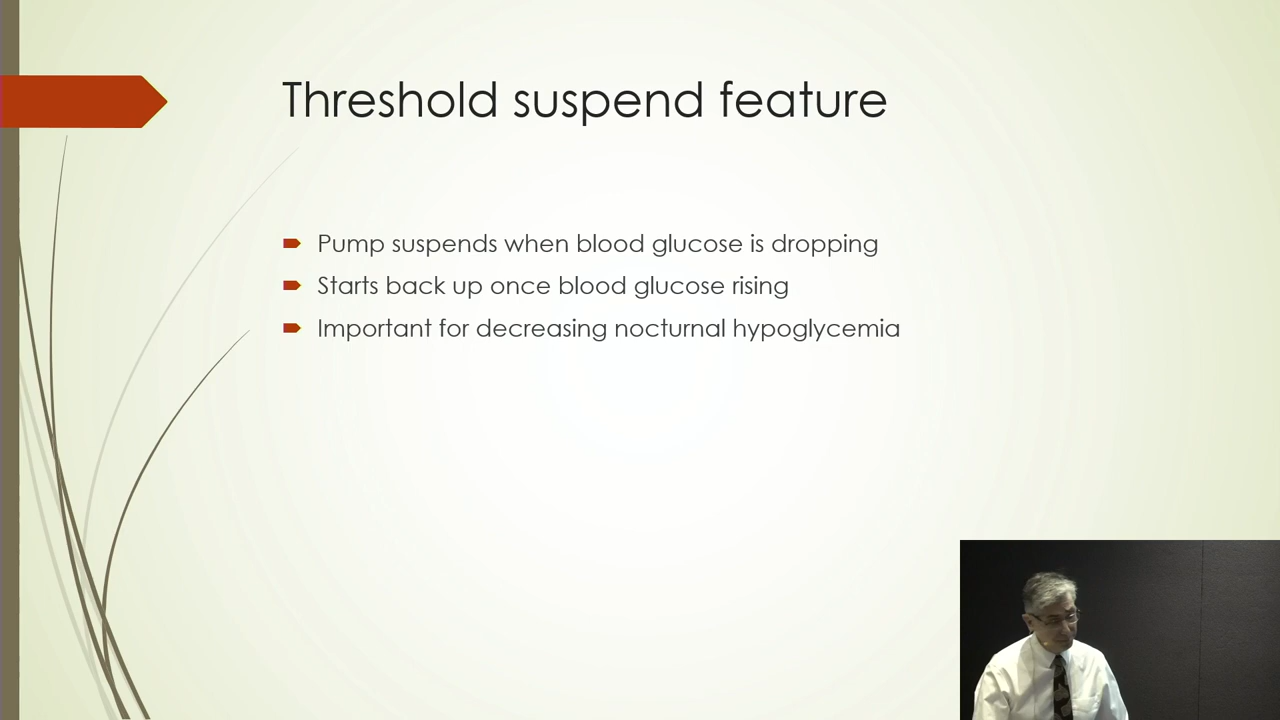 Threshold suspend feature
Pump suspends when blood glucose is dropping
Starts back up once blood glucose rising
Important for decreasing nocturnal hypoglycemia